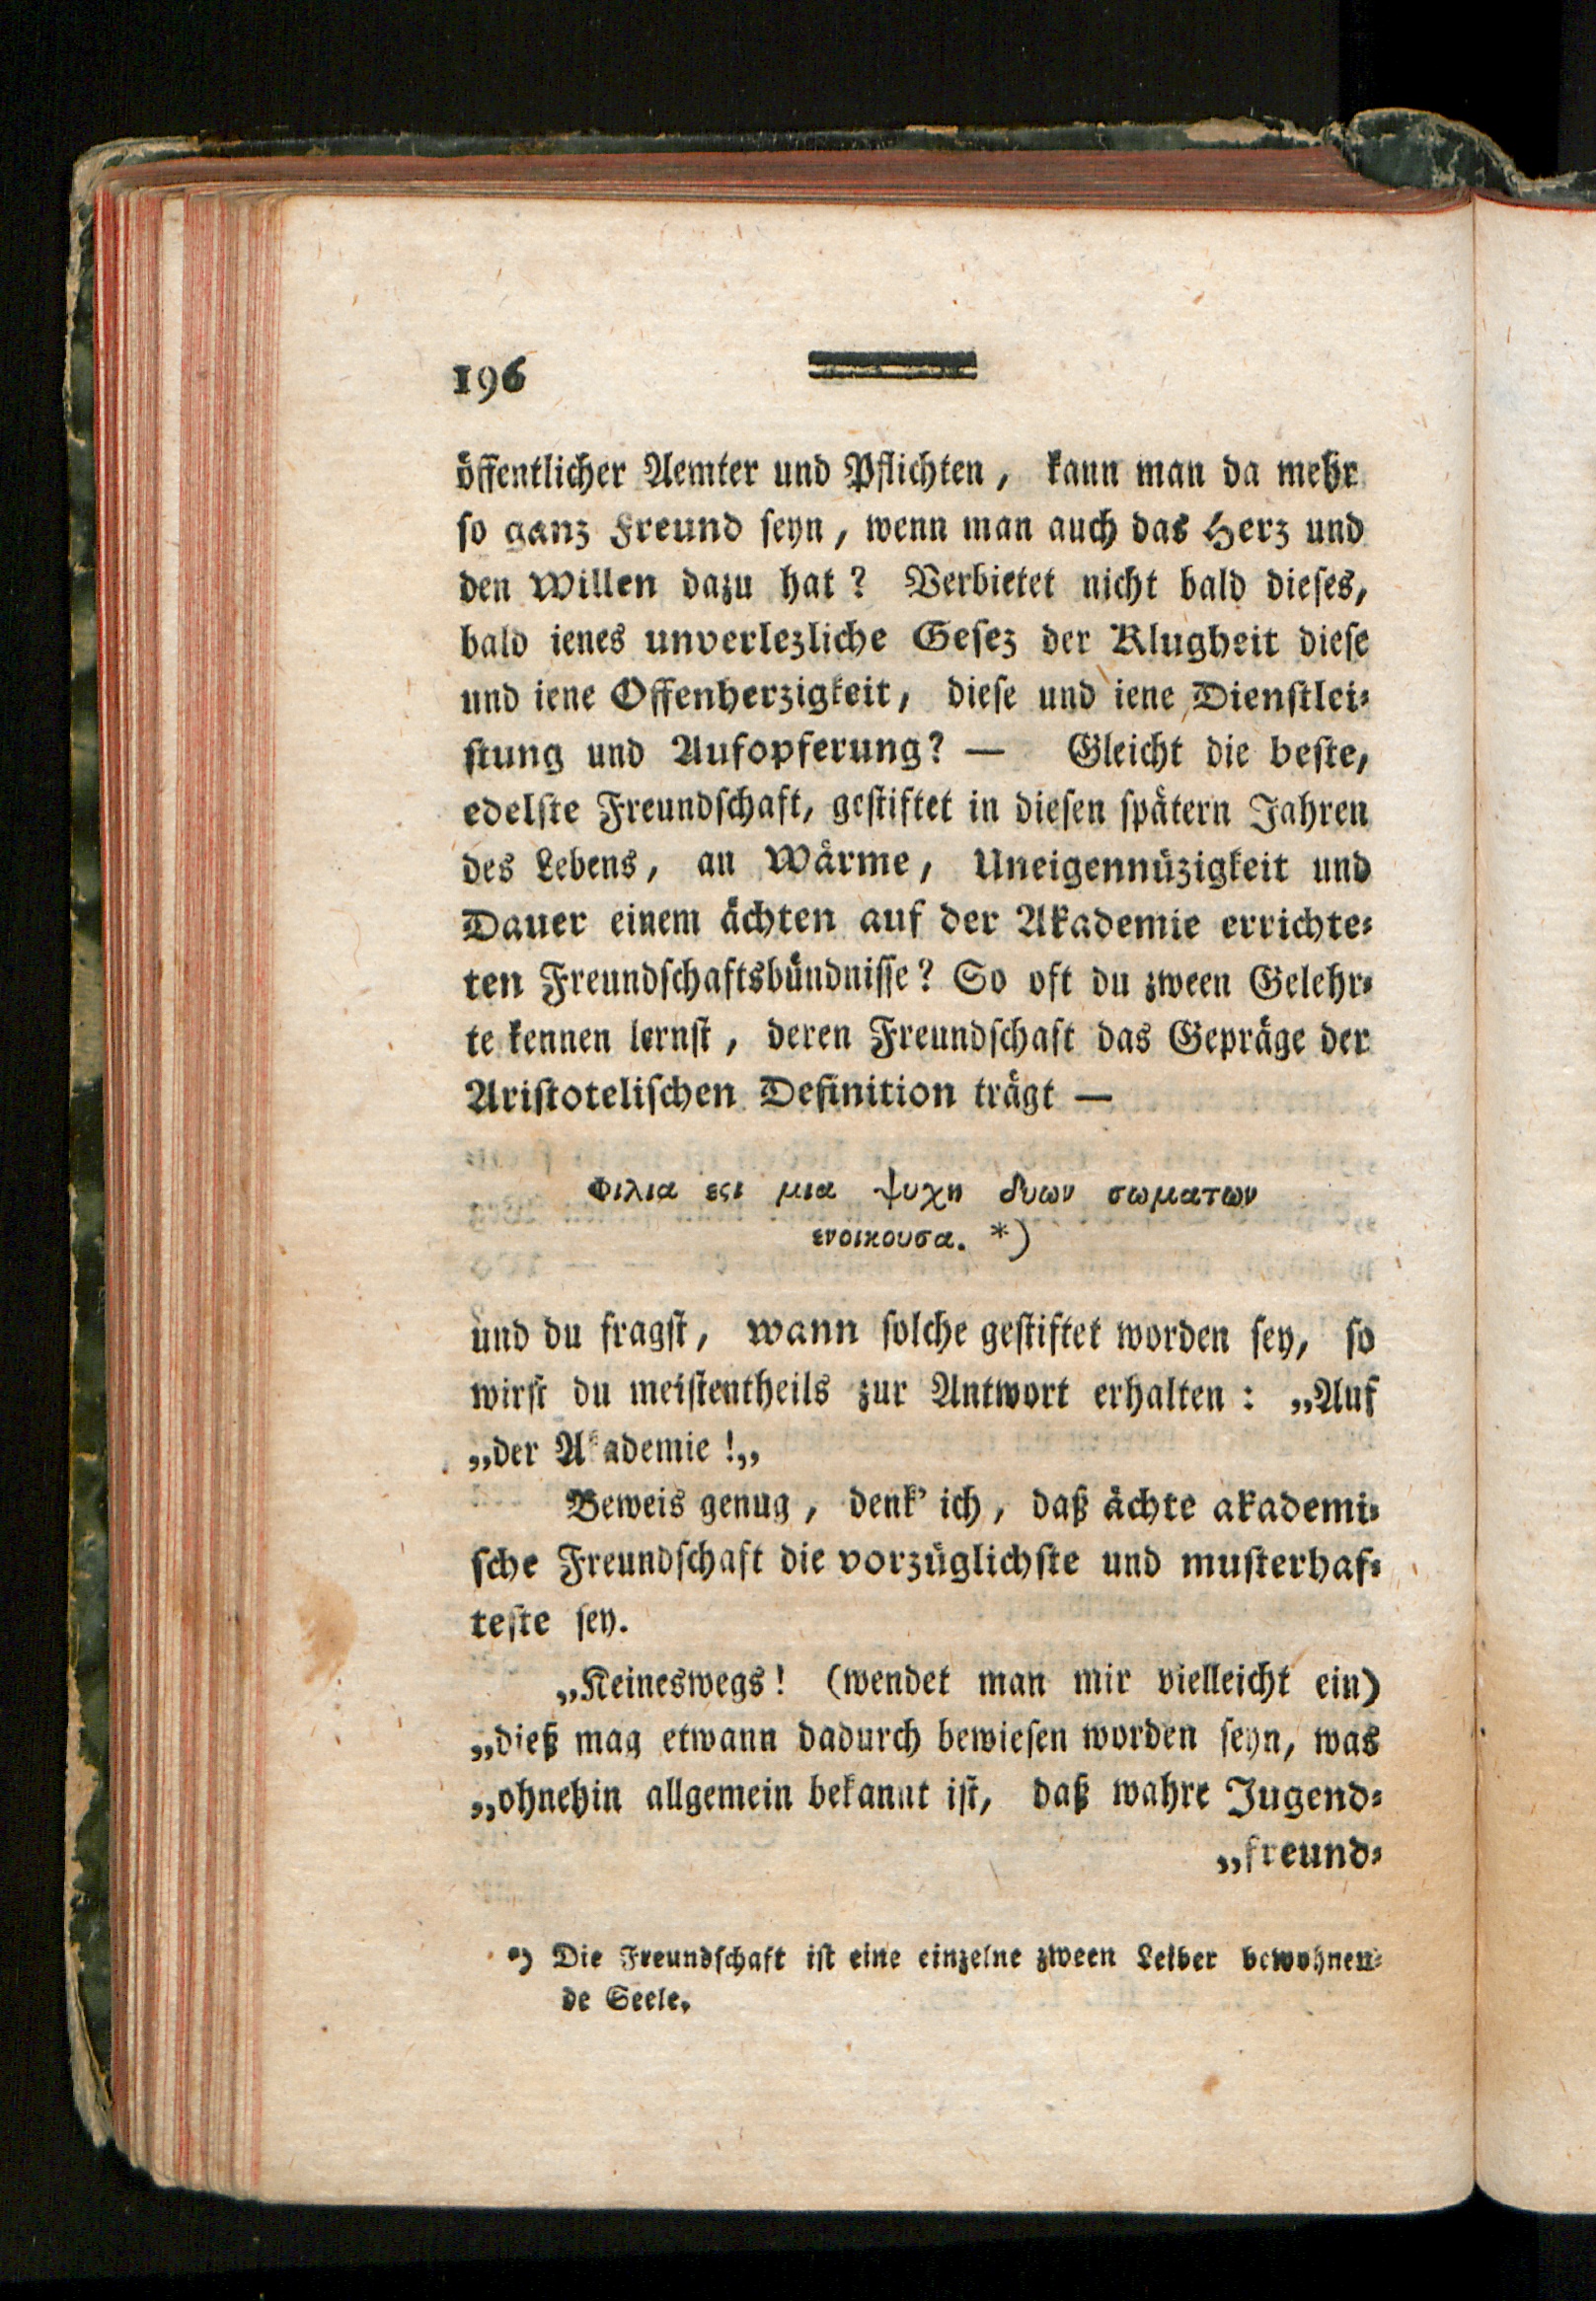 196
öffentlicher Aemter und Pflichten, kann man da mehr
so ganz Freund seyn, wenn man auch das Herz und
den Willen dazu hat? Verbietet nicht bald dieses,
bald ienes unverlezliche Gesez der Klugheit diese
und iene Offenherzigkeit, diese und iene Dienstlei-
stung und Aufopferung? — Gleicht die beste,
edelste Freundschaft, gestiftet in diesen spätern Jahren
des Lebens, an Wärme, Uneigennüzigkeit und
Dauer einem ächten auf der Akademie errichte-
ten Freundschaftsbündnisse? So oft du zween Gelehr-
te kennen lernst, deren Freundschaft das Gepräge der
Aristotelischen Definition trägt —
Φιλια εϛι μια ψυχη δυων σωματων
ενοικουσα. *)
und du fragst, wann solche gestiftet worden sey, so
wirst du meistentheils zur Antwort erhalten: „Auf
„der Akademie!„
Beweis genug, denk' ich, daß ächte akademi-
sche Freundschaft die vorzüglichste und musterhaf-
teste sey.
„Keineswegs! (wendet man mir vielleicht ein)
„dieß mag etwann dadurch bewiesen worden seyn, was
„ohnehin allgemein bekannt ist, daß wahre Jugend-
„freund-
*) Die Freundschaft ist eine einzelne zween Leiber bewohnen-
de Seele.